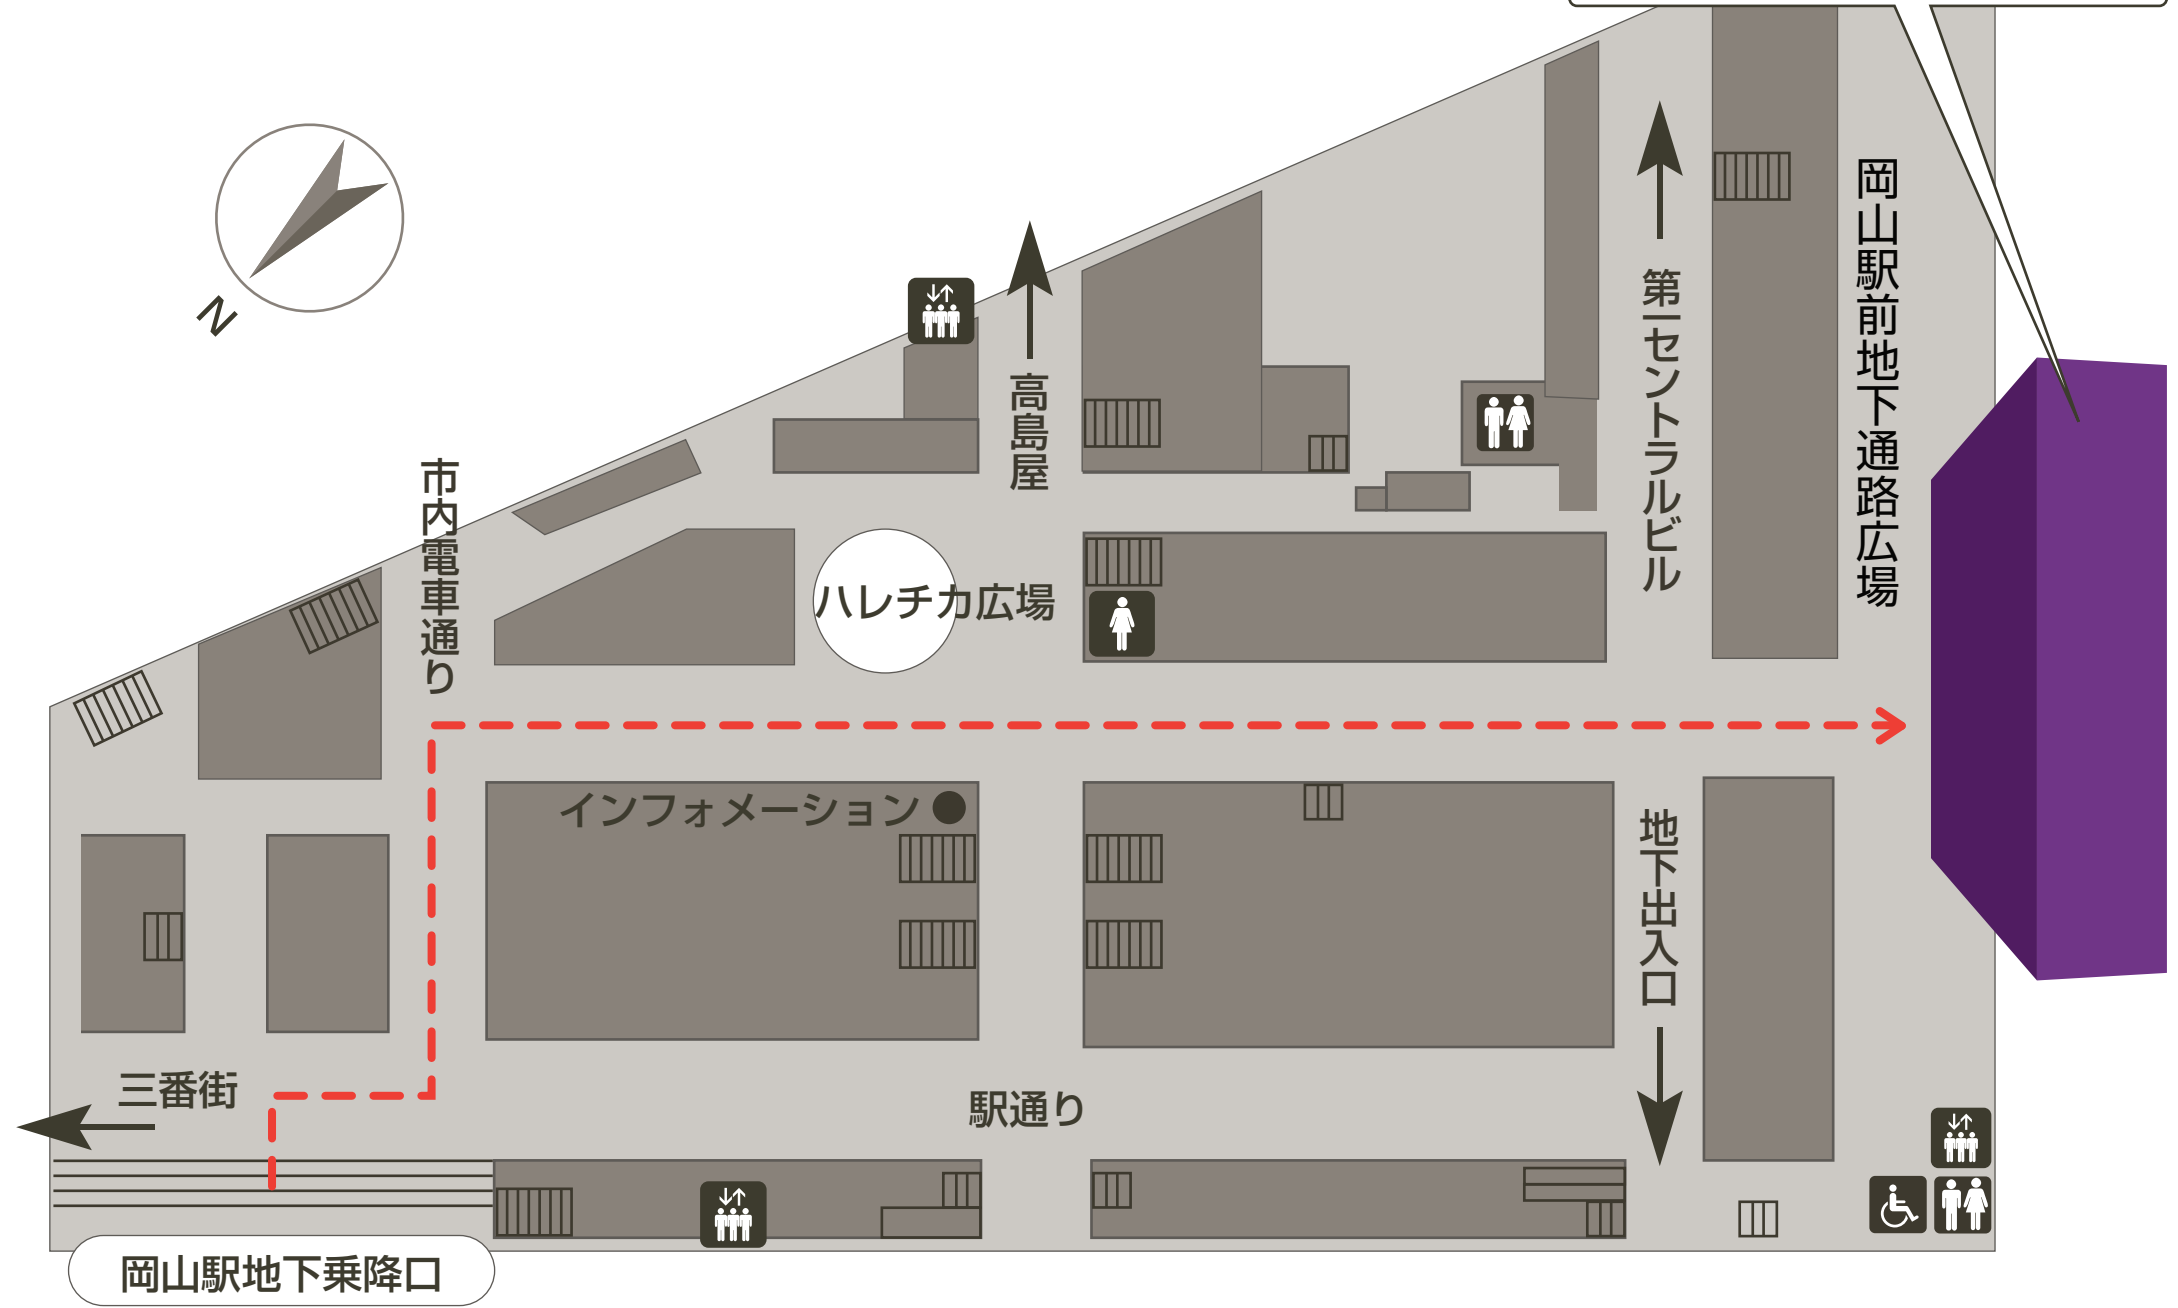 N
市内電車通り
高島屋
第一セントラルビル
岡山駅前地下通路広場
ハレチカ広場
インフォメーション
地下出入口
三番街
駅通り
岡山駅地下乗降口